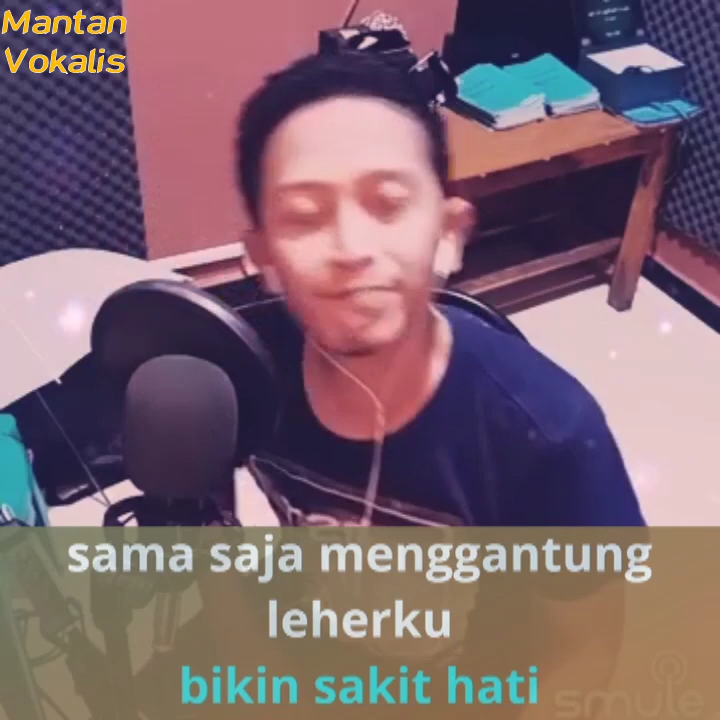 Mantan
Vokalis
sama saja menggantung
leherku
bikin sakit hati
smule